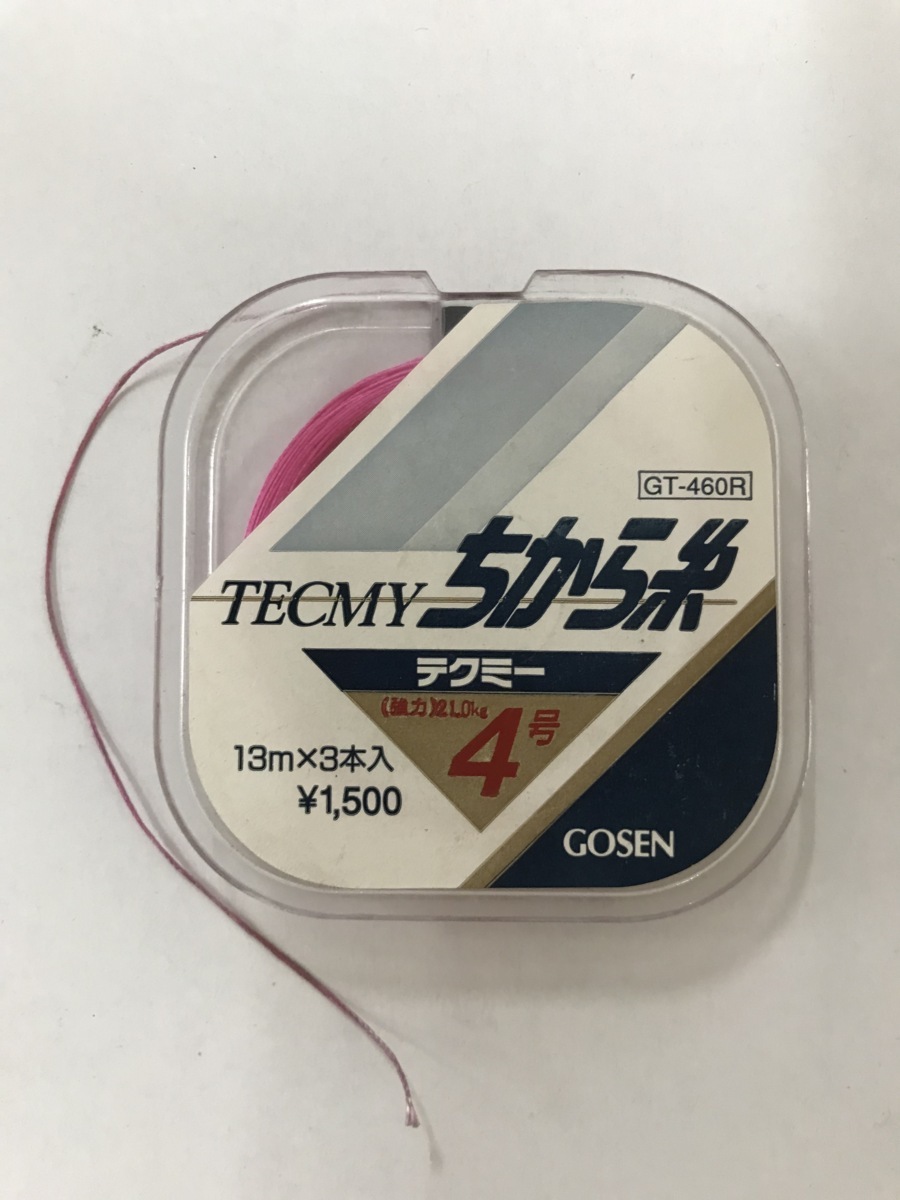 GT-460R
TECMY ちから糸
テクミー
(強力)21.0kg
4号
13m×3本入
¥1,500
GOSEN